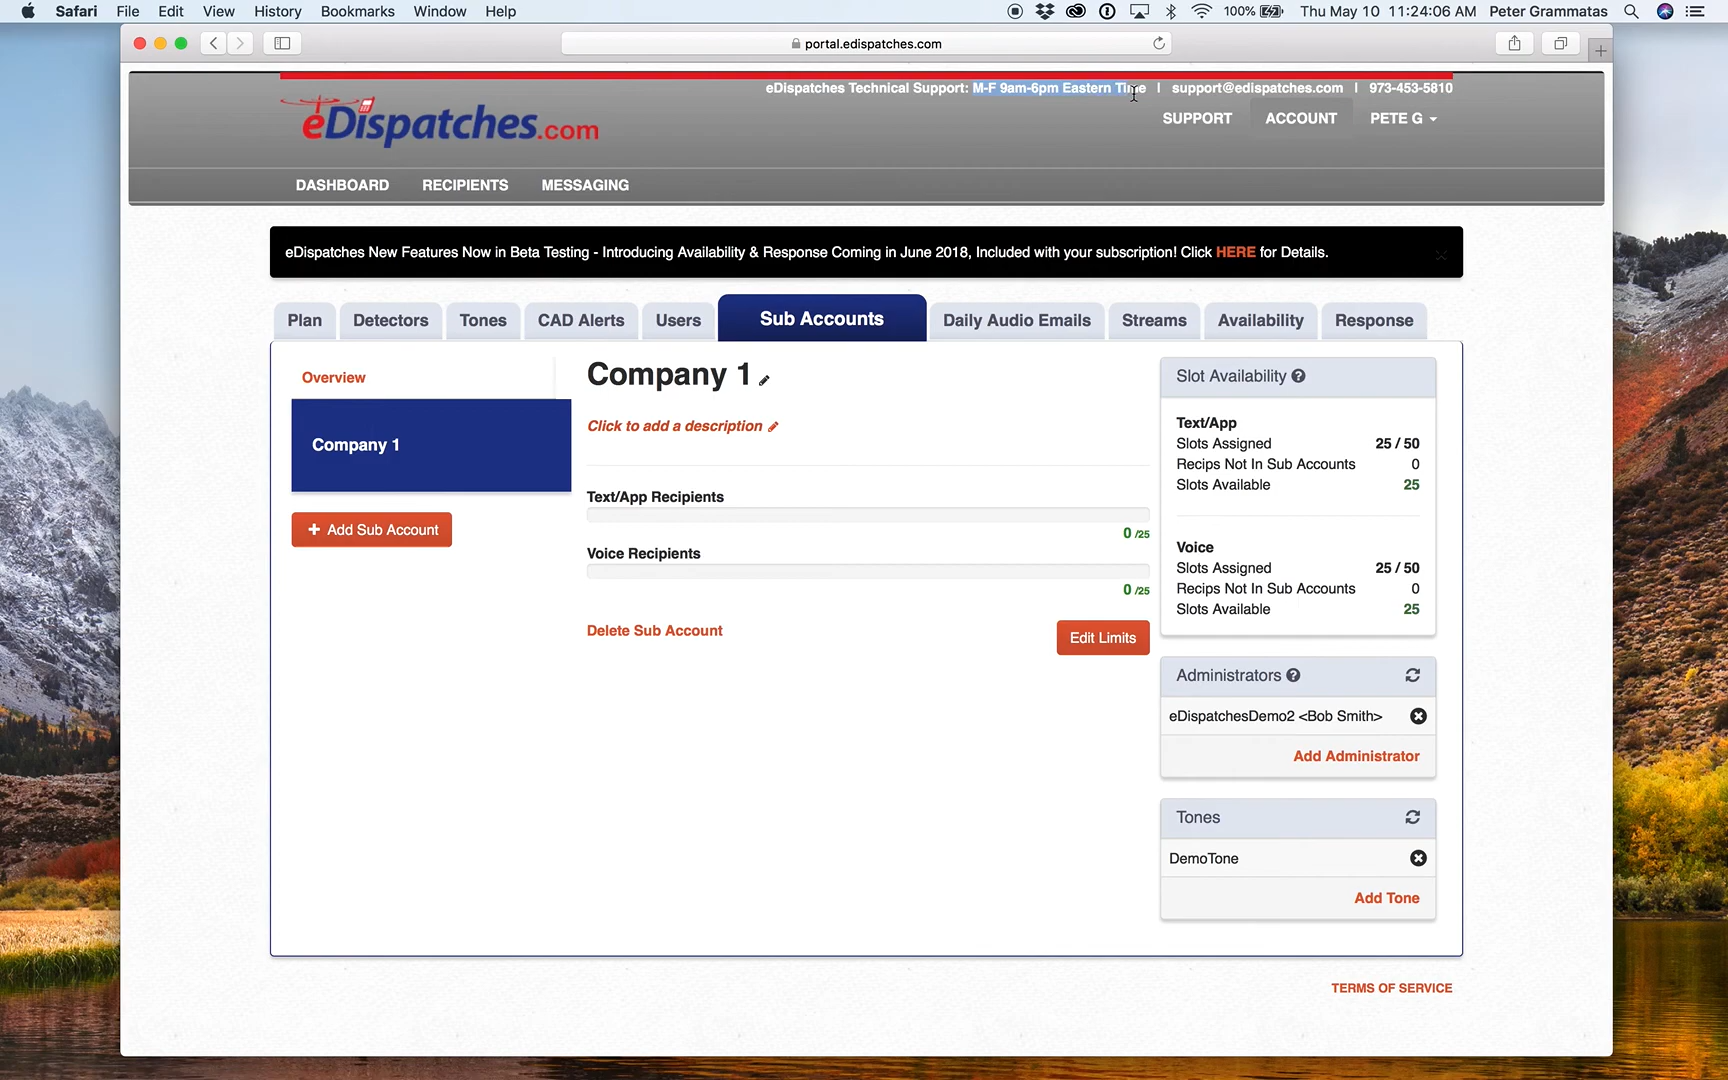 Safari File Edit View History Bookmarks Window Help 100% Thu May 10 11:24:06 AM Peter Grammatas
portal.edispatches.com
eDispatches Technical Support: M-F 9am-6pm Eastern Time | support@edispatches.com | 973-453-5810
eDispatches.com
SUPPORT ACCOUNT PETE G
DASHBOARD RECIPIENTS MESSAGING
eDispatches New Features Now in Beta Testing - Introducing Availability & Response Coming in June 2018, Included with your subscription! Click HERE for Details.
Plan Detectors Tones CAD Alerts Users Sub Accounts Daily Audio Emails Streams Availability Response
Overview
Company 1
+ Add Sub Account
Company 1
Click to add a description
Text/App Recipients
0 /25
Voice Recipients
0 /25
Delete Sub Account
Edit Limits
Slot Availability ?
Text/App
Slots Assigned 25 / 50
Recips Not In Sub Accounts 0
Slots Available 25
Voice
Slots Assigned 25 / 50
Recips Not In Sub Accounts 0
Slots Available 25
Administrators ?
eDispatchesDemo2 <Bob Smith>
Add Administrator
Tones
DemoTone
Add Tone
TERMS OF SERVICE